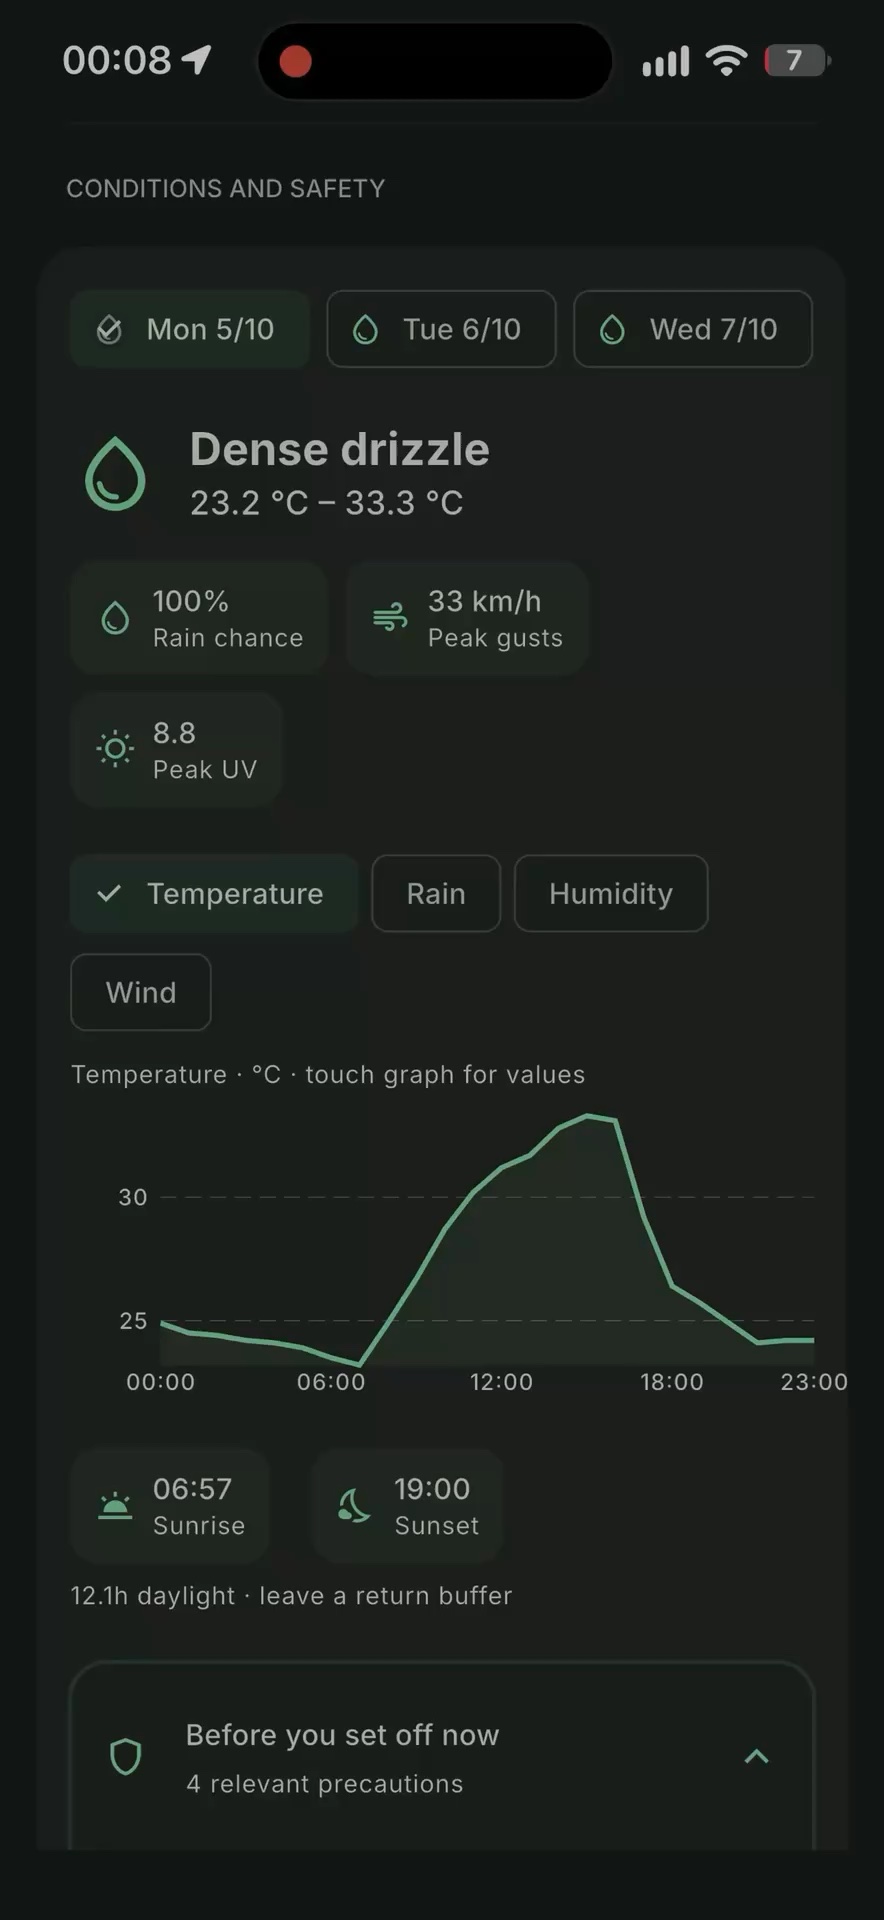 00:08
7
CONDITIONS AND SAFETY
Mon 5/10
Tue 6/10
Wed 7/10
Dense drizzle
23.2 °C – 33.3 °C
100%
Rain chance
33 km/h
Peak gusts
8.8
Peak UV
Temperature
Rain
Humidity
Wind
Temperature · °C · touch graph for values
30
25
00:00
06:00
12:00
18:00
23:00
06:57
Sunrise
19:00
Sunset
12.1h daylight · leave a return buffer
Before you set off now
4 relevant precautions